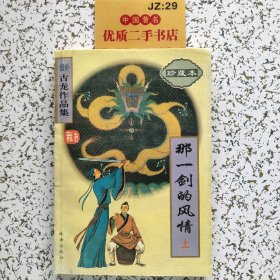 JZ:29
中国著名
优质二手书店
古龙作品集
珍藏本
那一剑的风情
上